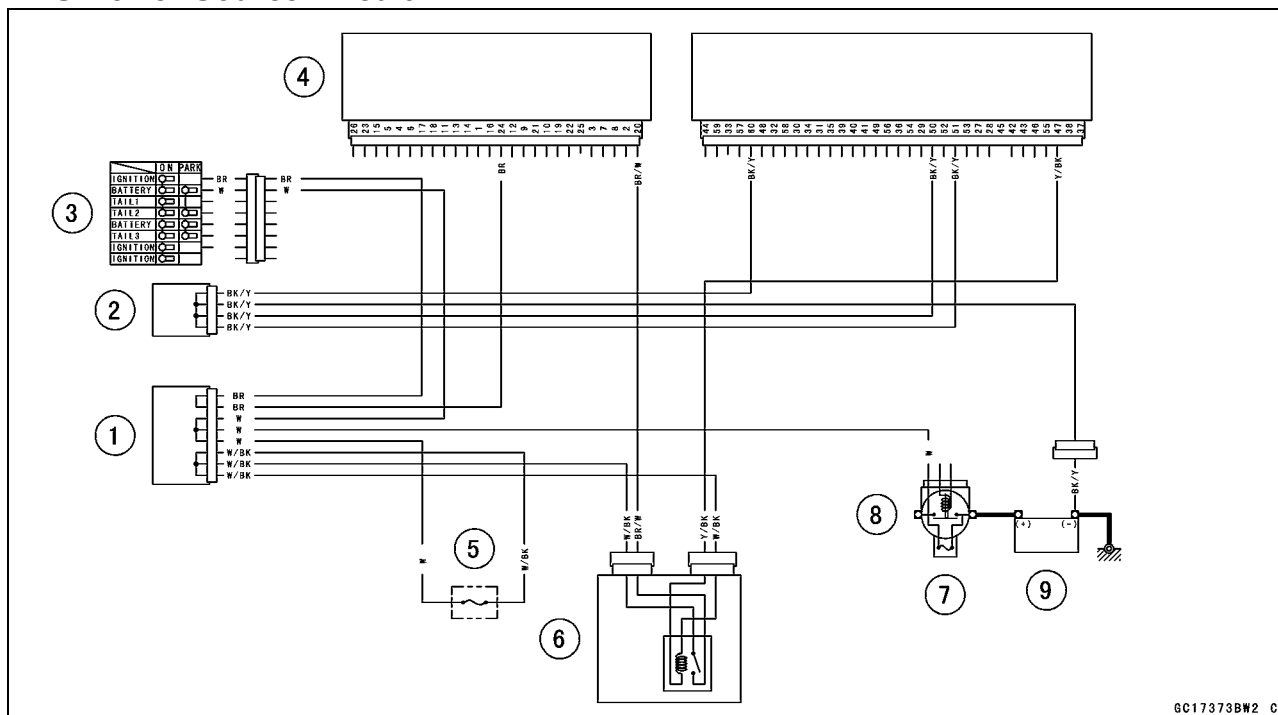 4
26 23 15 5 4 6 17 18 11 13 14 1 16 24 12 9 21 10 19 22 25 3 7 8 2 20
44 59 33 57 60 48 32 58 30 34 31 35 39 40 41 49 56 36 54 29 50 52 51 53 27 28 45 42 43 46 55 47 38 37
BR
BR/W
BK/Y
BK/Y
BK/Y
Y/BK
3
ON PARK
IGNITION
BATTERY
TAIL1
TAIL2
BATTERY
TAIL3
IGNITION
IGNITION
BR BR
W W
2
BK/Y
BK/Y
BK/Y
BK/Y
1
BR
BR
W
W
W
W/BK
W/BK
W/BK
W
BK/Y
8
(+) (-)
W/BK
BR/W
Y/BK
W/BK
5
W
W/BK
7
9
6
GC17373BW2 C